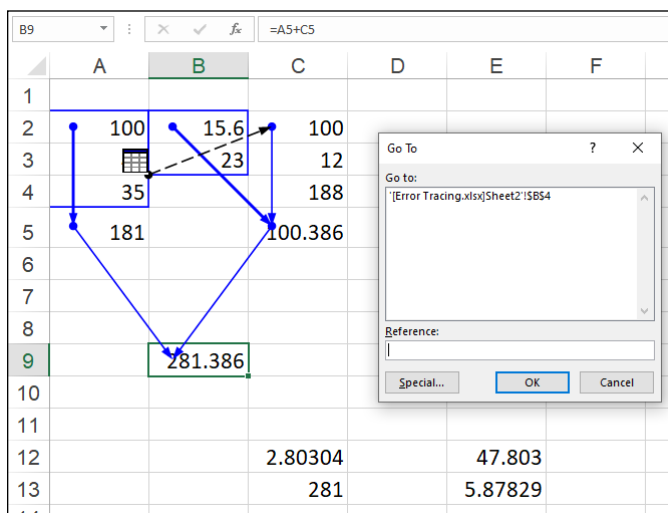 B9 fx =A5+C5
A B C D E F
1
2 100 15.6 100
3 23 12
4 35 188
5 181 100.386
6
7
8
9 281.386
10
11
12 2.80304 47.803
13 281 5.87829
Go To ? ×
Go to:
'[Error Tracing.xlsx]Sheet2'!$B$4
Reference:
Special... OK Cancel